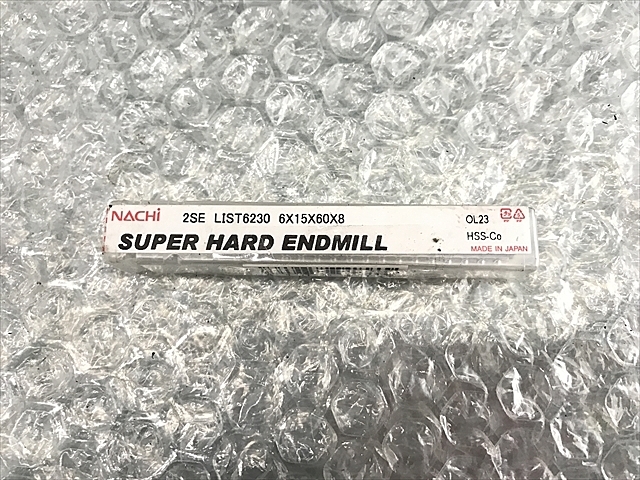 NACHi 2SE LIST6230 6X15X60X8 OL23
SUPER HARD ENDMILL HSS-Co
MADE IN JAPAN